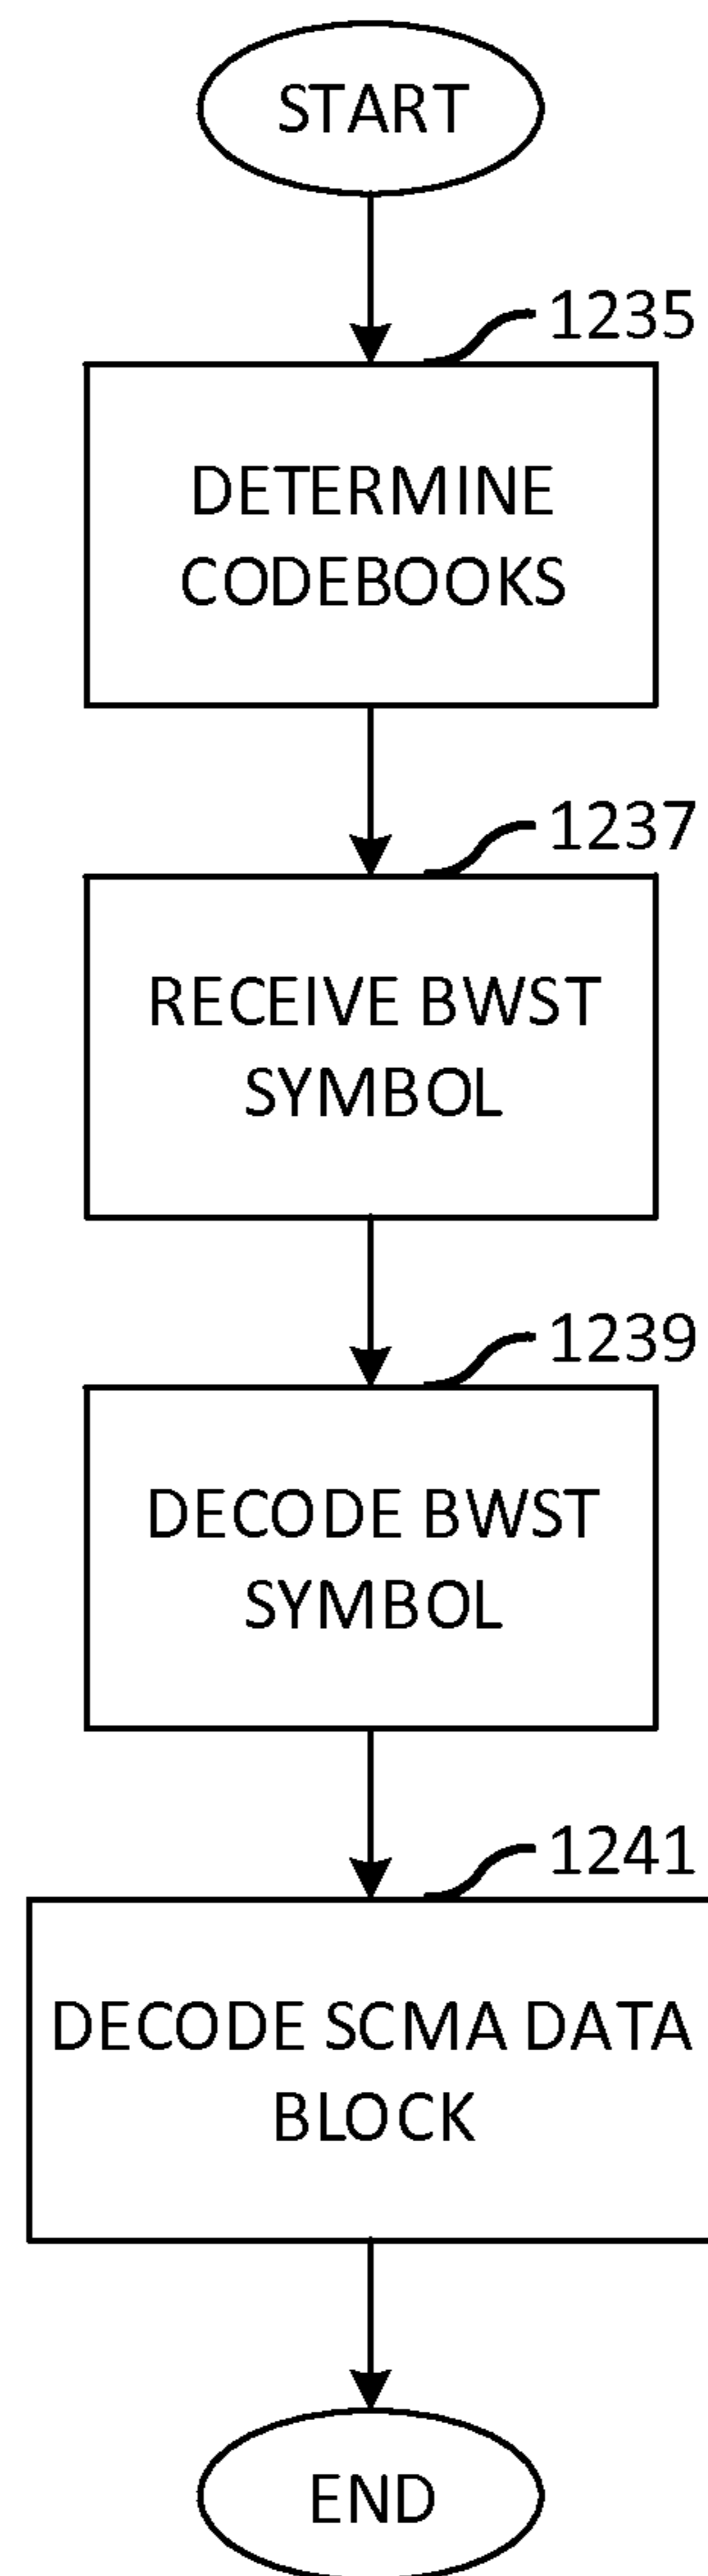 START
1235
DETERMINE
CODEBOOKS
1237
RECEIVE BWST
SYMBOL
1239
DECODE BWST
SYMBOL
1241
DECODE SCMA DATA
BLOCK
END